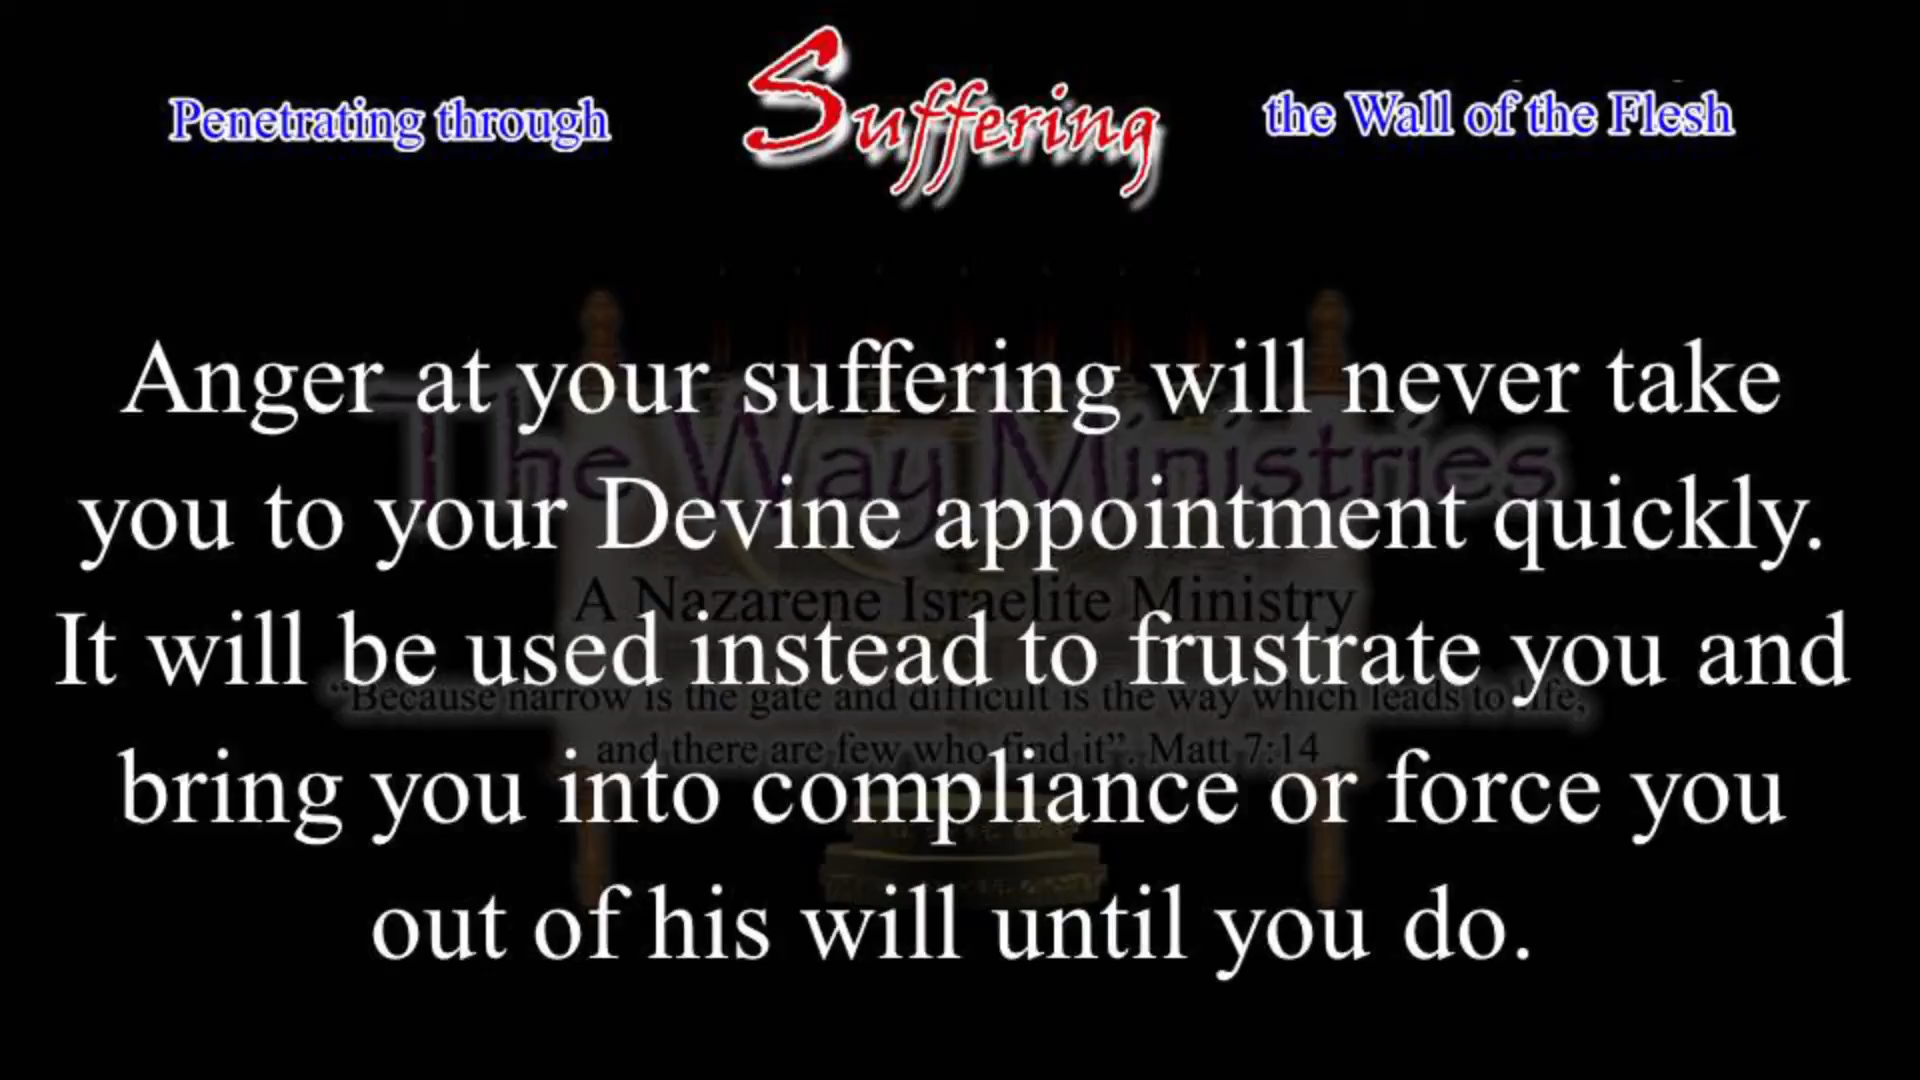 Penetrating through Suffering the Wall of the Flesh
Anger at your suffering will never take
The Way Ministries
you to your Devine appointment quickly.
A Nazarene Israelite Ministry
It will be used instead to frustrate you and
“Because narrow is the gate and difficult is the way which leads to life,
and there are few who find it”. Matt 7:14
bring you into compliance or force you
out of his will until you do.